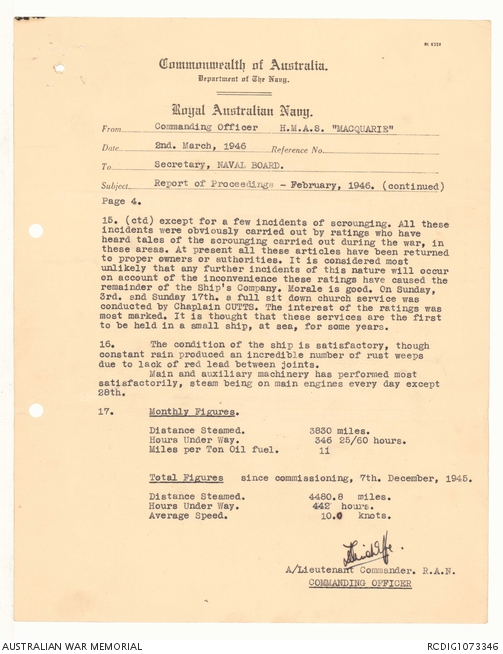 Commonwealth of Australia.
Department of The Navy.
Royal Australian Navy.
From Commanding Officer H.M.A.S. "MACQUARIE"
Date 2nd. March, 1946 Reference No.
To Secretary, NAVAL BOARD.
Subject Report of Proceedings - February, 1946. (continued)
Page 4.
15. (ctd) except for a few incidents of scrounging. All these
incidents were obviously carried out by ratings who have
heard tales of the scrounging carried out during the war, in
these areas. At present all these articles have been returned
to proper owners or authorities. It is considered most
unlikely that any further incidents of this nature will occur
on account of the inconvenience these ratings have caused the
remainder of the Ship's Company. Morale is good. On Sunday,
3rd. and Sunday 17th. a full sit down church service was
conducted by Chaplain CUTTS. The interest of the ratings was
most marked. It is thought that these services are the first
to be held in a small ship, at sea, for some years.
16. The condition of the ship is satisfactory, though
constant rain produced an incredible number of rust weeps
due to lack of red lead between joints.
Main and auxiliary machinery has performed most
satisfactorily, steam being on main engines every day except
28th.
17. Monthly Figures.
Distance Steamed. 3830 miles.
Hours Under Way. 346 25/60 hours.
Miles per Ton Oil fuel. 11
Total Figures since commissioning, 7th. December, 1945.
Distance Steamed. 4480.8 miles.
Hours Under Way. 442 hours.
Average Speed. 10.0 knots.
A/Lieutenant Commander. R.A.N.
COMMANDING OFFICER
AUSTRALIAN WAR MEMORIAL
RCDIG1073346